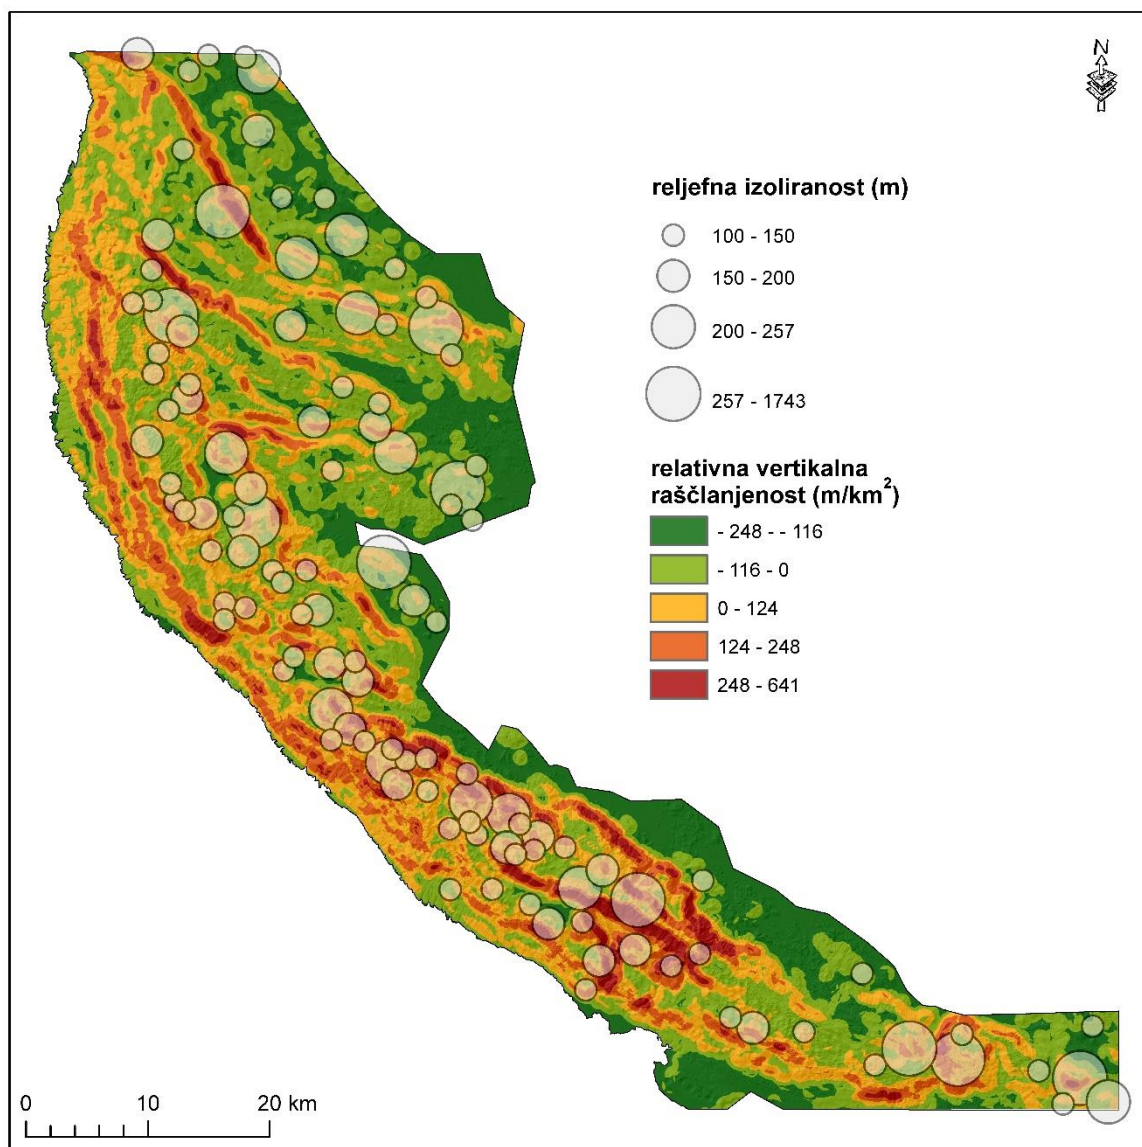 N
reljefna izoliranost (m)
100 - 150
150 - 200
200 - 257
257 - 1743
relativna vertikalna
raščlanjenost (m/km²)
- 248 - - 116
- 116 - 0
0 - 124
124 - 248
248 - 641
0 10 20 km